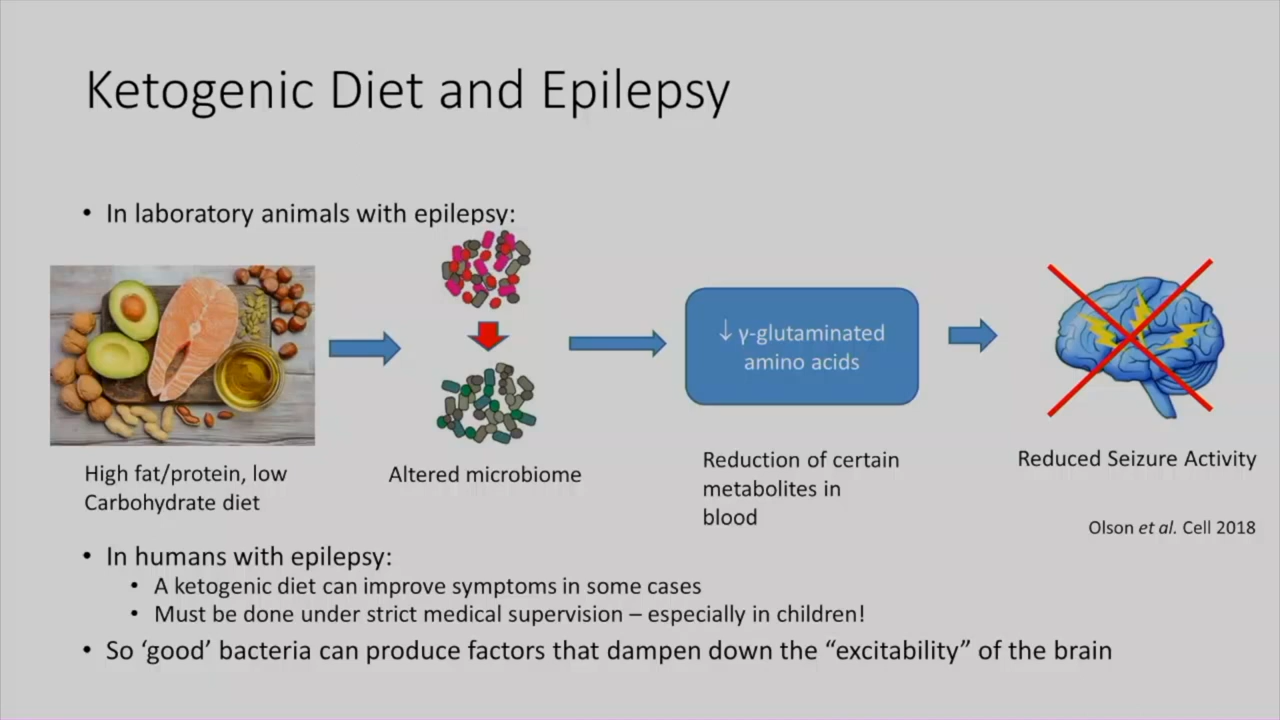 Ketogenic Diet and Epilepsy
• In laboratory animals with epilepsy:
↓ γ-glutaminated
amino acids
High fat/protein, low
Carbohydrate diet
Altered microbiome
Reduction of certain
metabolites in
blood
Reduced Seizure Activity
Olson et al. Cell 2018
• In humans with epilepsy:
• A ketogenic diet can improve symptoms in some cases
• Must be done under strict medical supervision – especially in children!
• So ‘good’ bacteria can produce factors that dampen down the “excitability” of the brain